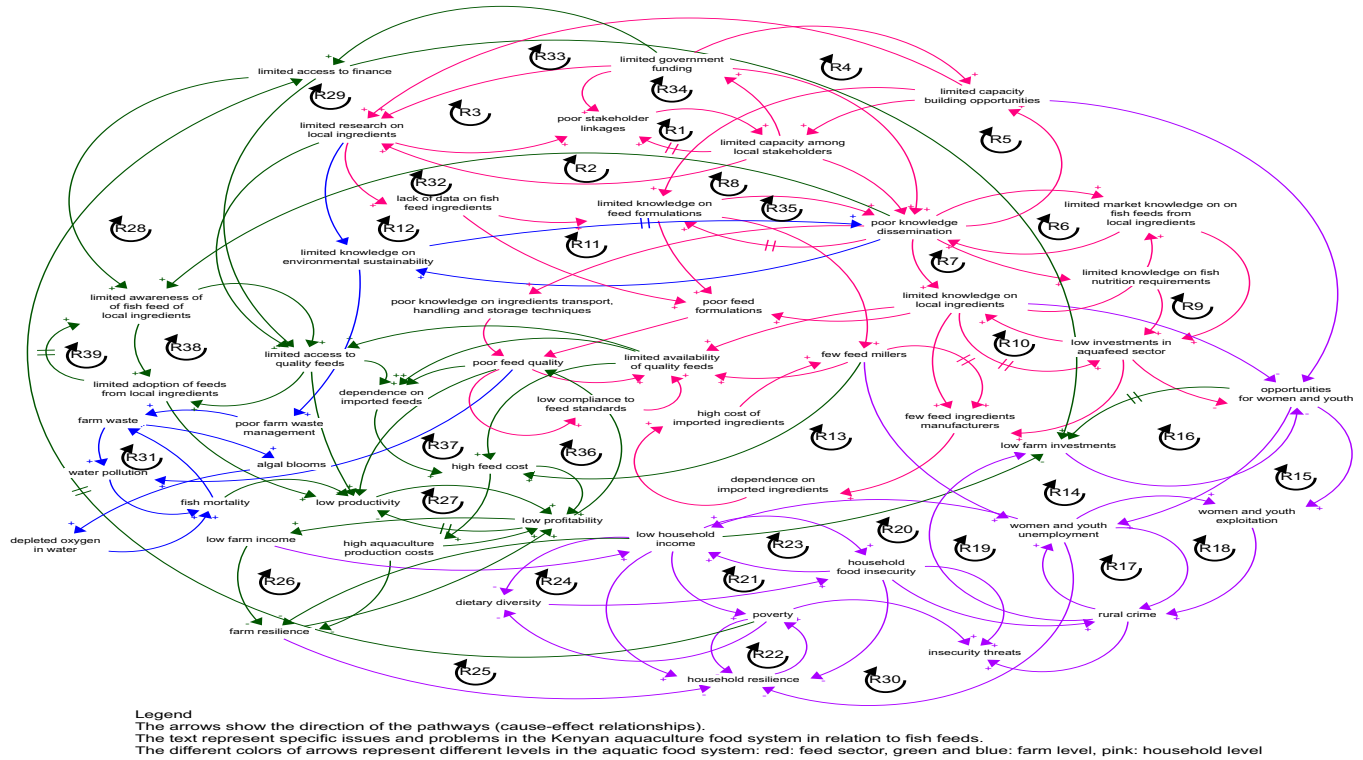 R33
limited government
funding
R4
limited access to finance
R29
R34
limited capacity
building opportunities
R3
poor stakeholder
linkages
limited research on
local ingredients
R1
R5
limited capacity among
local stakeholders
R2
R32
R8
lack of data on fish
feed ingredients
limited knowledge on
feed formulations
R35
limited market knowledge on on
fish feeds from
local ingredients
R28
R12
poor knowledge
dissemination
R6
R11
limited knowledge on
environmental sustainability
R7
limited knowledge on fish
nutrition requirements
limited awareness of
of fish feed of
local ingredients
poor knowledge on ingredients transport,
handling and storage techniques
poor feed
formulations
limited knowledge on
local ingredients
R9
R39
R38
limited access to
quality feeds
poor feed quality
limited availability
of quality feeds
few feed millers
R10
low investments in
aquafeed sector
limited adoption of feeds
from local ingredients
dependence on
imported feeds
low compliance to
feed standards
high cost of
imported ingredients
few feed ingredients
manufacturers
opportunities
for women and youth
farm waste
poor farm waste
management
R37
R36
R13
low farm investments
R16
R31
algal blooms
high feed cost
water pollution
R15
dependence on
imported ingredients
R14
fish mortality
low productivity
R27
low profitability
women and youth
exploitation
depleted oxygen
in water
low farm income
high aquaculture
production costs
low household
income
R23
R20
women and youth
unemployment
R19
R18
R26
R24
R21
household
food insecurity
R17
dietary diversity
poverty
rural crime
farm resilience
R22
insecurity threats
R25
household resilience
R30
Legend
The arrows show the direction of the pathways (cause-effect relationships).
The text represent specific issues and problems in the Kenyan aquaculture food system in relation to fish feeds.
The different colors of arrows represent different levels in the aquatic food system: red: feed sector, green and blue: farm level, pink: household level